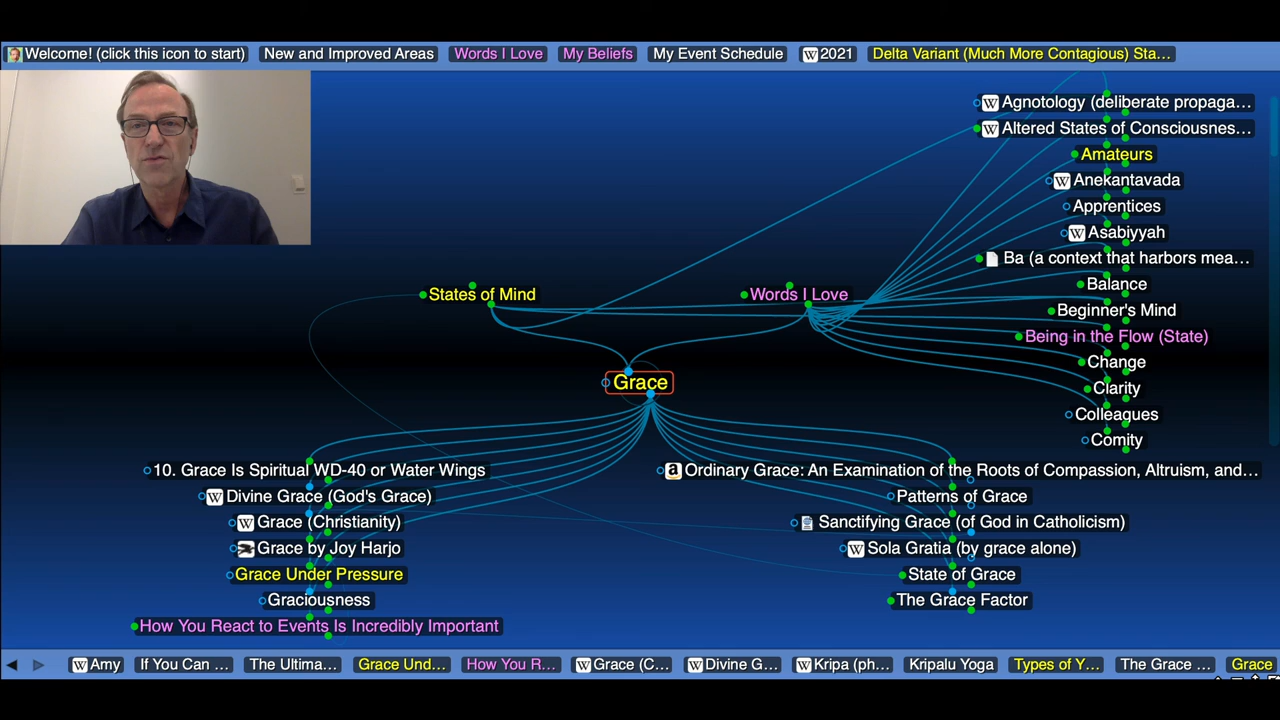 Welcome! (click this icon to start) New and Improved Areas Words I Love My Beliefs My Event Schedule W 2021 Delta Variant (Much More Contagious) Sta...
W Agnotology (deliberate propaga...
W Altered States of Consciousnes...
Amateurs
W Anekantavada
Apprentices
W Asabiyyah
Ba (a context that harbors mea...
Balance
Beginner's Mind
Being in the Flow (State)
Change
Clarity
Colleagues
Comity
States of Mind
Words I Love
Grace
10. Grace Is Spiritual WD-40 or Water Wings
W Divine Grace (God's Grace)
W Grace (Christianity)
Grace by Joy Harjo
Grace Under Pressure
Graciousness
How You React to Events Is Incredibly Important
a Ordinary Grace: An Examination of the Roots of Compassion, Altruism, and...
Patterns of Grace
Sanctifying Grace (of God in Catholicism)
W Sola Gratia (by grace alone)
State of Grace
The Grace Factor
W Amy If You Can ... The Ultima... Grace Und... How You R... W Grace (C... W Divine G... W Kripa (ph... Kripalu Yoga Types of Y... The Grace ... Grace